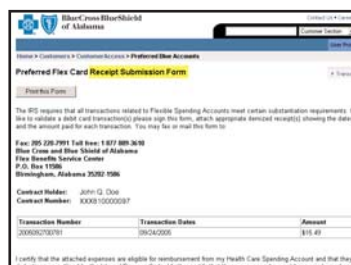 BlueCross BlueShield
of Alabama
Contact Us
Customer Section
Home > Customers > Customer Access > Preferred Blue Accounts
Preferred Flex Card Receipt Submission Form
Print this Form
The IRS requires that all transactions related to Flexible Spending Accounts meet certain substantiation requirements.
like to validate a debit card transaction(s) please sign this form, attach appropriate itemized receipt(s) showing the dates
and the amount paid for each transaction. You may fax or mail this form to:
Fax: 205 220-7991 Toll free: 1 877 889-3610
Blue Cross and Blue Shield of Alabama
Flex Benefits Service Center
P.O. Box 11586
Birmingham, Alabama 35202-1586
Contract Holder: John Q. Doe
Contract Number: XXX810000097
Transaction Number Transaction Dates Amount
2005092700781 09/24/2005 $15.49
I certify that the attached expenses are eligible for reimbursement from my Health Care Spending Account and that they